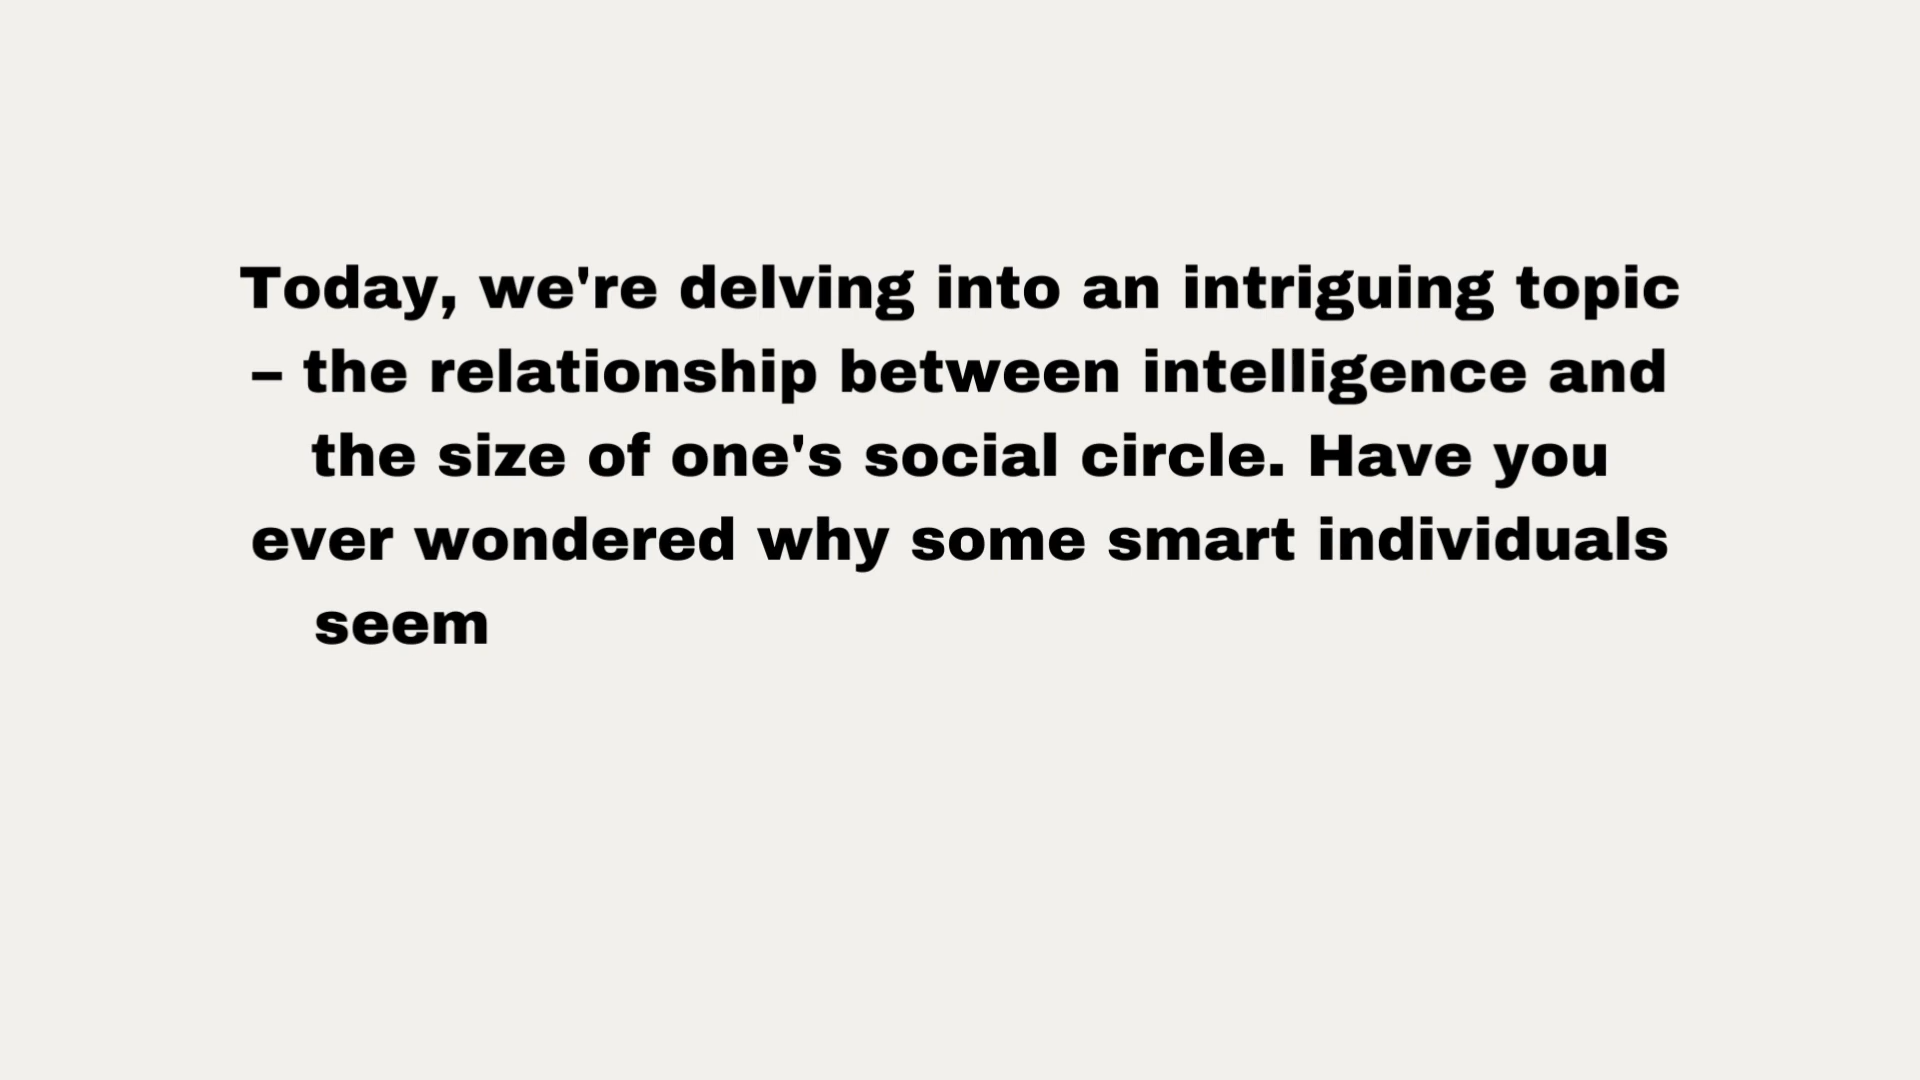 Today, we're delving into an intriguing topic
– the relationship between intelligence and
the size of one's social circle. Have you
ever wondered why some smart individuals
seem